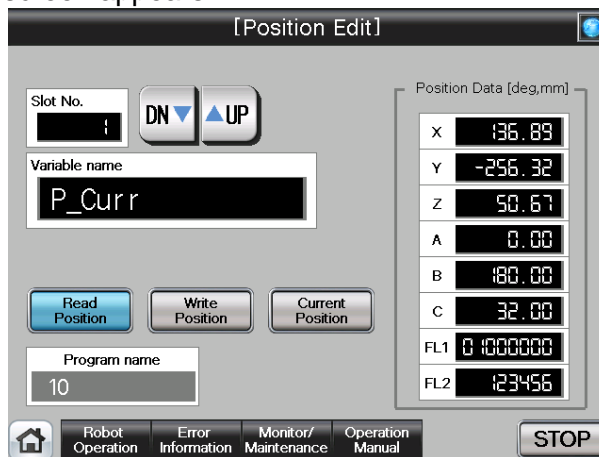 [Position Edit]
Slot No.
1
DN UP
Variable name
P_Curr
Read Position
Write Position
Current Position
Program name
10
Position Data [deg,mm]
X 136.89
Y -256.32
Z 50.67
A 0.00
B 180.00
C 32.00
FL1 01000000
FL2 123456
Robot Operation
Error Information
Monitor/ Maintenance
Operation Manual
STOP